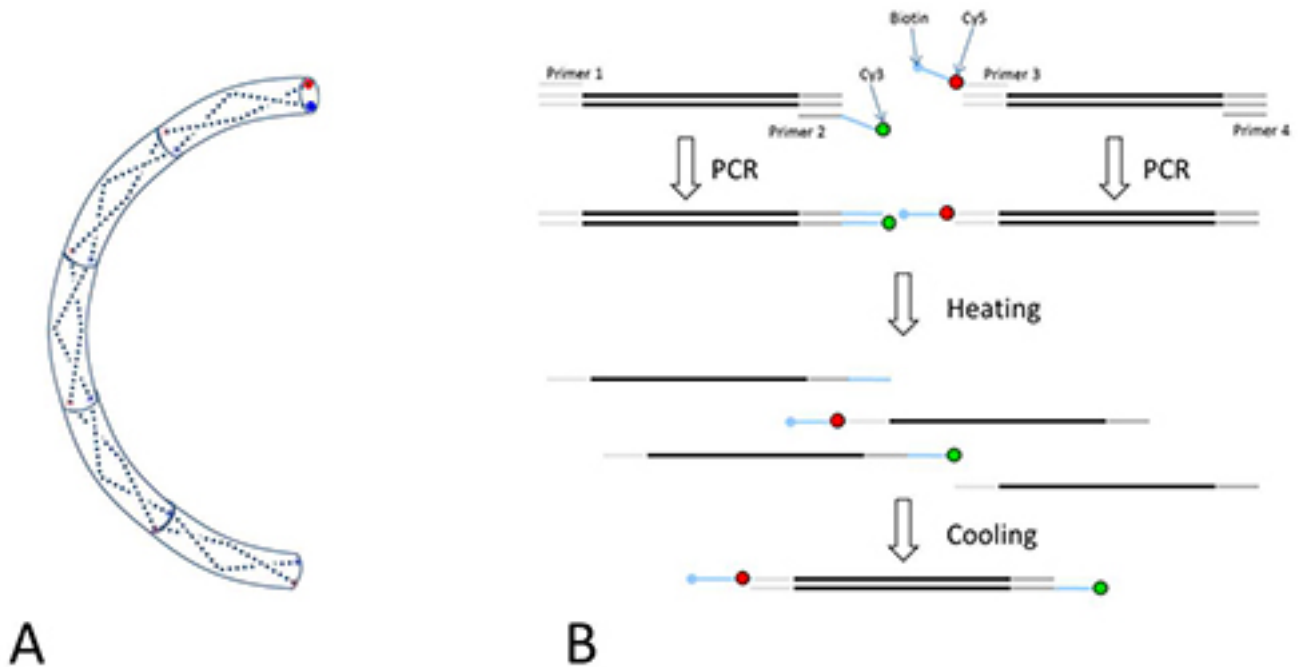 Biotin
Cy5
Primer 1
Cy3
Primer 3
Primer 2
Primer 4
PCR
PCR
Heating
Cooling
A
B